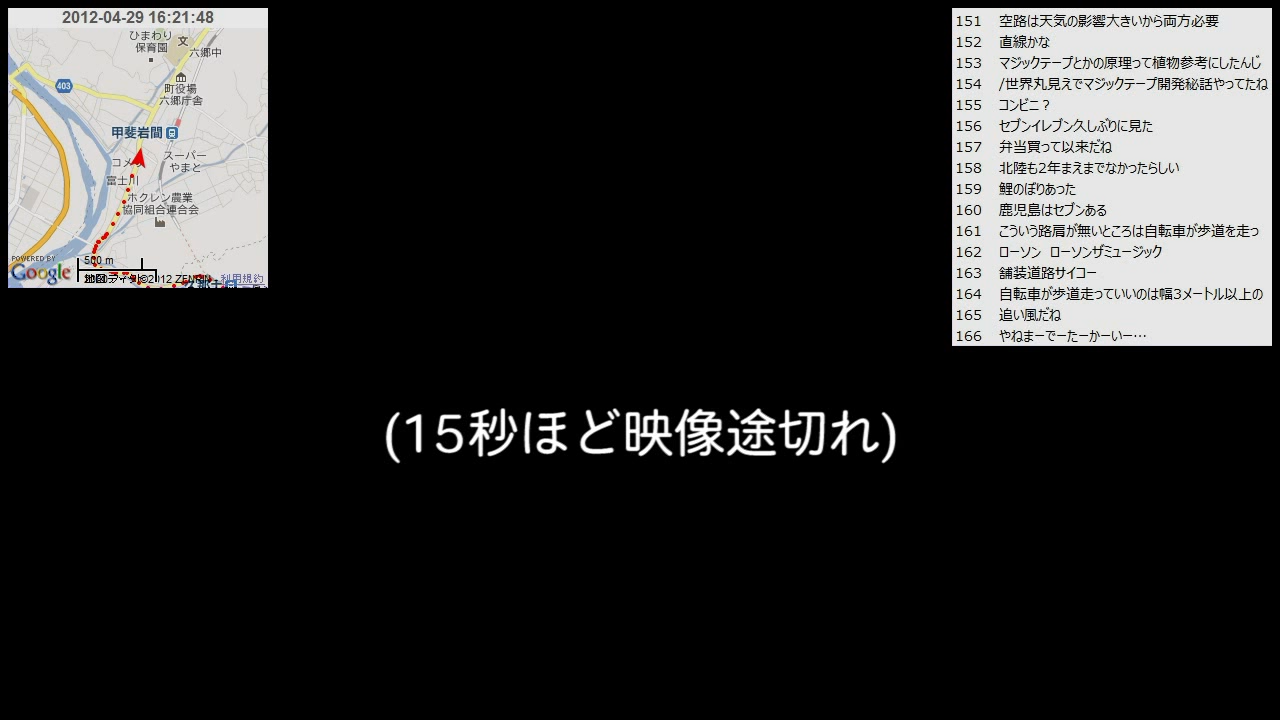 2012-04-29 16:21:48
ひまわり
保育園
文
六郷中
403
町役場
六郷庁舎
甲斐岩間
スーパー
やまと
コメリ
富士川
ホクレン農業
協同組合連合会
POWERED BY
Google
500 m
©2012 ZENRIN - 利用規約
151 空路は天気の影響大きいから両方必要
152 直線かな
153 マジックテープとかの原理って植物参考にしたんじ
154 /世界丸見えでマジックテープ開発秘話やってたね
155 コンビニ？
156 セブンイレブン久しぶりに見た
157 弁当買って以来だね
158 北陸も2年まえまでなかったらしい
159 鯉のぼりあった
160 鹿児島はセブンある
161 こういう路肩が無いところは自転車が歩道を走っ
162 ローソン ローソンザミュージック
163 舗装道路サイコー
164 自転車が歩道走っていいのは幅3メートル以上の
165 追い風だね
166 やねまーでーたーかーいー…
(15秒ほど映像途切れ)